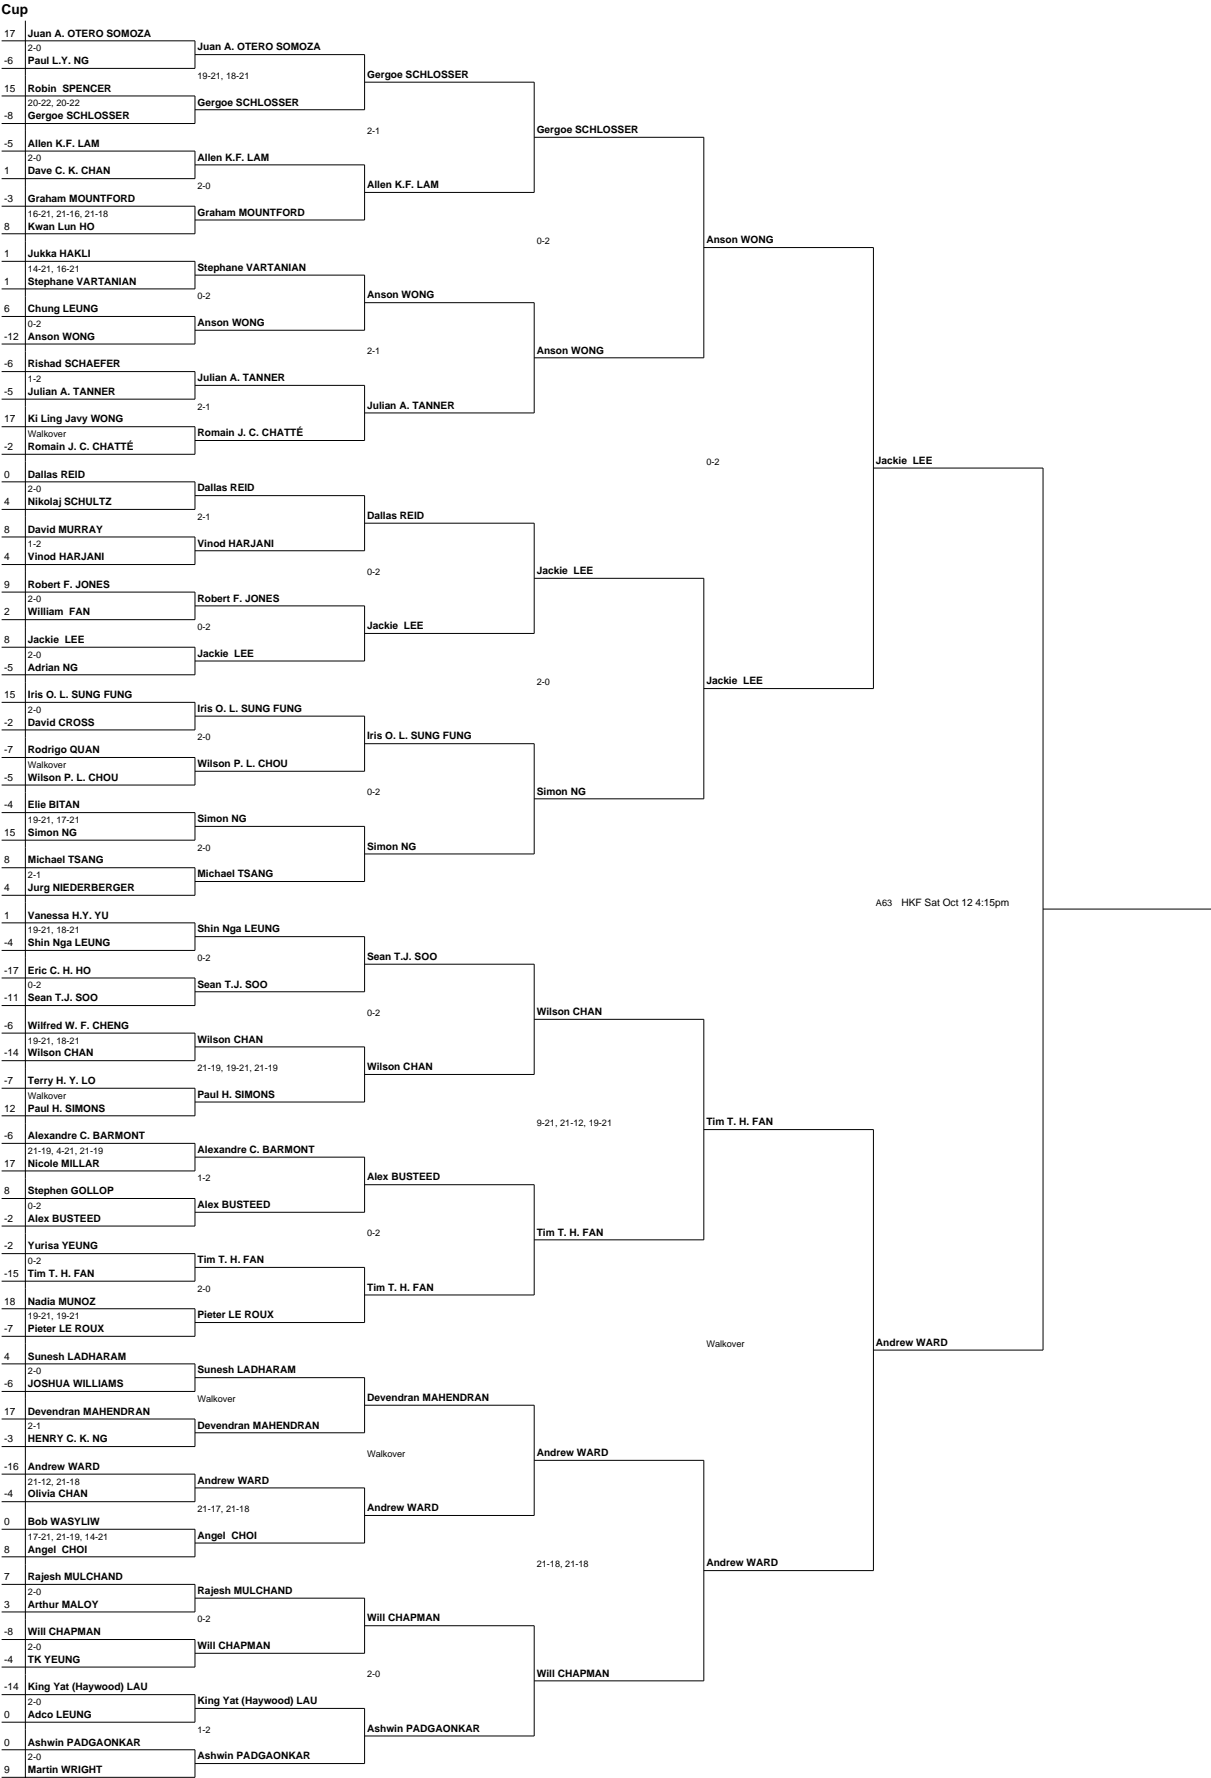 Cup
17 Juan A. OTERO SOMOZA
2-0 Juan A. OTERO SOMOZA
-6 Paul L.Y. NG
19-21, 18-21 Gergoe SCHLOSSER
15 Robin SPENCER
20-22, 20-22 Gergoe SCHLOSSER
-8 Gergoe SCHLOSSER
2-1 Gergoe SCHLOSSER
-5 Allen K.F. LAM
2-0 Allen K.F. LAM
1 Dave C. K. CHAN
2-0 Allen K.F. LAM
-3 Graham MOUNTFORD
16-21, 21-16, 21-18 Graham MOUNTFORD
8 Kwan Lun HO
0-2 Anson WONG
1 Jukka HAKLI
14-21, 16-21 Stephane VARTANIAN
1 Stephane VARTANIAN
0-2 Anson WONG
6 Chung LEUNG
0-2 Anson WONG
-12 Anson WONG
2-1 Anson WONG
-6 Rishad SCHAEFER
1-2 Julian A. TANNER
-5 Julian A. TANNER
2-1 Julian A. TANNER
17 Ki Ling Javy WONG
Walkover Romain J. C. CHATTÉ
-2 Romain J. C. CHATTÉ
0-2 Jackie LEE
0 Dallas REID
2-0 Dallas REID
4 Nikolaj SCHULTZ
2-1 Dallas REID
8 David MURRAY
1-2 Vinod HARJANI
4 Vinod HARJANI
0-2 Jackie LEE
9 Robert F. JONES
2-0 Robert F. JONES
2 William FAN
0-2 Jackie LEE
8 Jackie LEE
2-0 Jackie LEE
-5 Adrian NG
2-0 Jackie LEE
15 Iris O. L. SUNG FUNG
2-0 Iris O. L. SUNG FUNG
-2 David CROSS
2-0 Iris O. L. SUNG FUNG
-7 Rodrigo QUAN
Walkover Wilson P. L. CHOU
-5 Wilson P. L. CHOU
0-2 Simon NG
-4 Elie BITAN
19-21, 17-21 Simon NG
15 Simon NG
2-0 Simon NG
8 Michael TSANG
2-1 Michael TSANG
4 Jurg NIEDERBERGER
A63 HKF Sat Oct 12 4:15pm
1 Vanessa H.Y. YU
19-21, 18-21 Shin Nga LEUNG
-4 Shin Nga LEUNG
0-2 Sean T.J. SOO
-17 Eric C. H. HO
0-2 Sean T.J. SOO
-11 Sean T.J. SOO
0-2 Wilson CHAN
-6 Wilfred W. F. CHENG
19-21, 18-21 Wilson CHAN
-14 Wilson CHAN
21-19, 19-21, 21-19 Wilson CHAN
-7 Terry H. Y. LO
Walkover Paul H. SIMONS
12 Paul H. SIMONS
9-21, 21-12, 19-21 Tim T. H. FAN
-6 Alexandre C. BARMONT
21-19, 4-21, 21-19 Alexandre C. BARMONT
17 Nicole MILLAR
1-2 Alex BUSTEED
8 Stephen GOLLOP
0-2 Alex BUSTEED
-2 Alex BUSTEED
0-2 Tim T. H. FAN
-2 Yurisa YEUNG
0-2 Tim T. H. FAN
-15 Tim T. H. FAN
2-0 Tim T. H. FAN
18 Nadia MUNOZ
19-21, 19-21 Pieter LE ROUX
-7 Pieter LE ROUX
Walkover Andrew WARD
4 Sunesh LADHARAM
2-0 Sunesh LADHARAM
-6 JOSHUA WILLIAMS
Walkover Devendran MAHENDRAN
17 Devendran MAHENDRAN
2-1 Devendran MAHENDRAN
-3 HENRY C. K. NG
Walkover Andrew WARD
-16 Andrew WARD
21-12, 21-18 Andrew WARD
-4 Olivia CHAN
21-17, 21-18 Andrew WARD
0 Bob WASYLIW
17-21, 21-19, 14-21 Angel CHOI
8 Angel CHOI
21-18, 21-18 Andrew WARD
7 Rajesh MULCHAND
2-0 Rajesh MULCHAND
3 Arthur MALOY
0-2 Will CHAPMAN
-8 Will CHAPMAN
2-0 Will CHAPMAN
-4 TK YEUNG
2-0 Will CHAPMAN
-14 King Yat (Haywood) LAU
2-0 King Yat (Haywood) LAU
0 Adco LEUNG
1-2 Ashwin PADGAONKAR
0 Ashwin PADGAONKAR
2-0 Ashwin PADGAONKAR
9 Martin WRIGHT